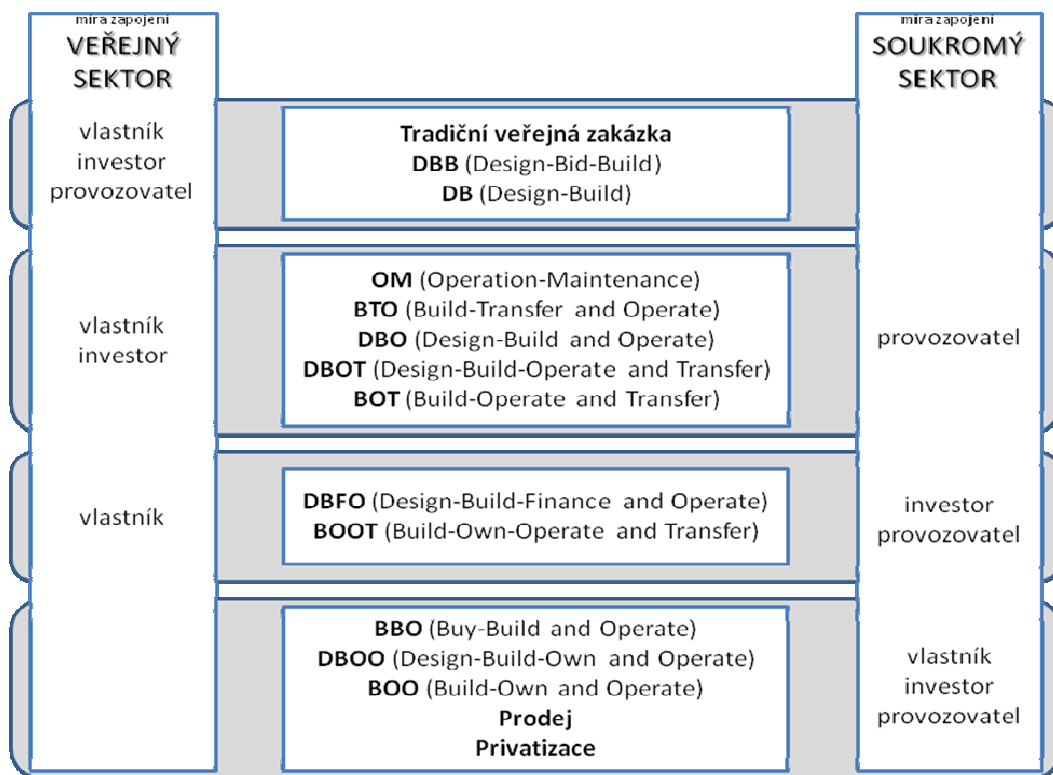 míra zapojení
VEŘEJNÝ
SEKTOR
míra zapojení
SOUKROMÝ
SEKTOR
vlastník
investor
provozovatel
Tradiční veřejná zakázka
DBB (Design-Bid-Build)
DB (Design-Build)
vlastník
investor
OM (Operation-Maintenance)
BTO (Build-Transfer and Operate)
DBO (Design-Build and Operate)
DBOT (Design-Build-Operate and Transfer)
BOT (Build-Operate and Transfer)
provozovatel
vlastník
DBFO (Design-Build-Finance and Operate)
BOOT (Build-Own-Operate and Transfer)
investor
provozovatel
BBO (Buy-Build and Operate)
DBOO (Design-Build-Own and Operate)
BOO (Build-Own and Operate)
Prodej
Privatizace
vlastník
investor
provozovatel